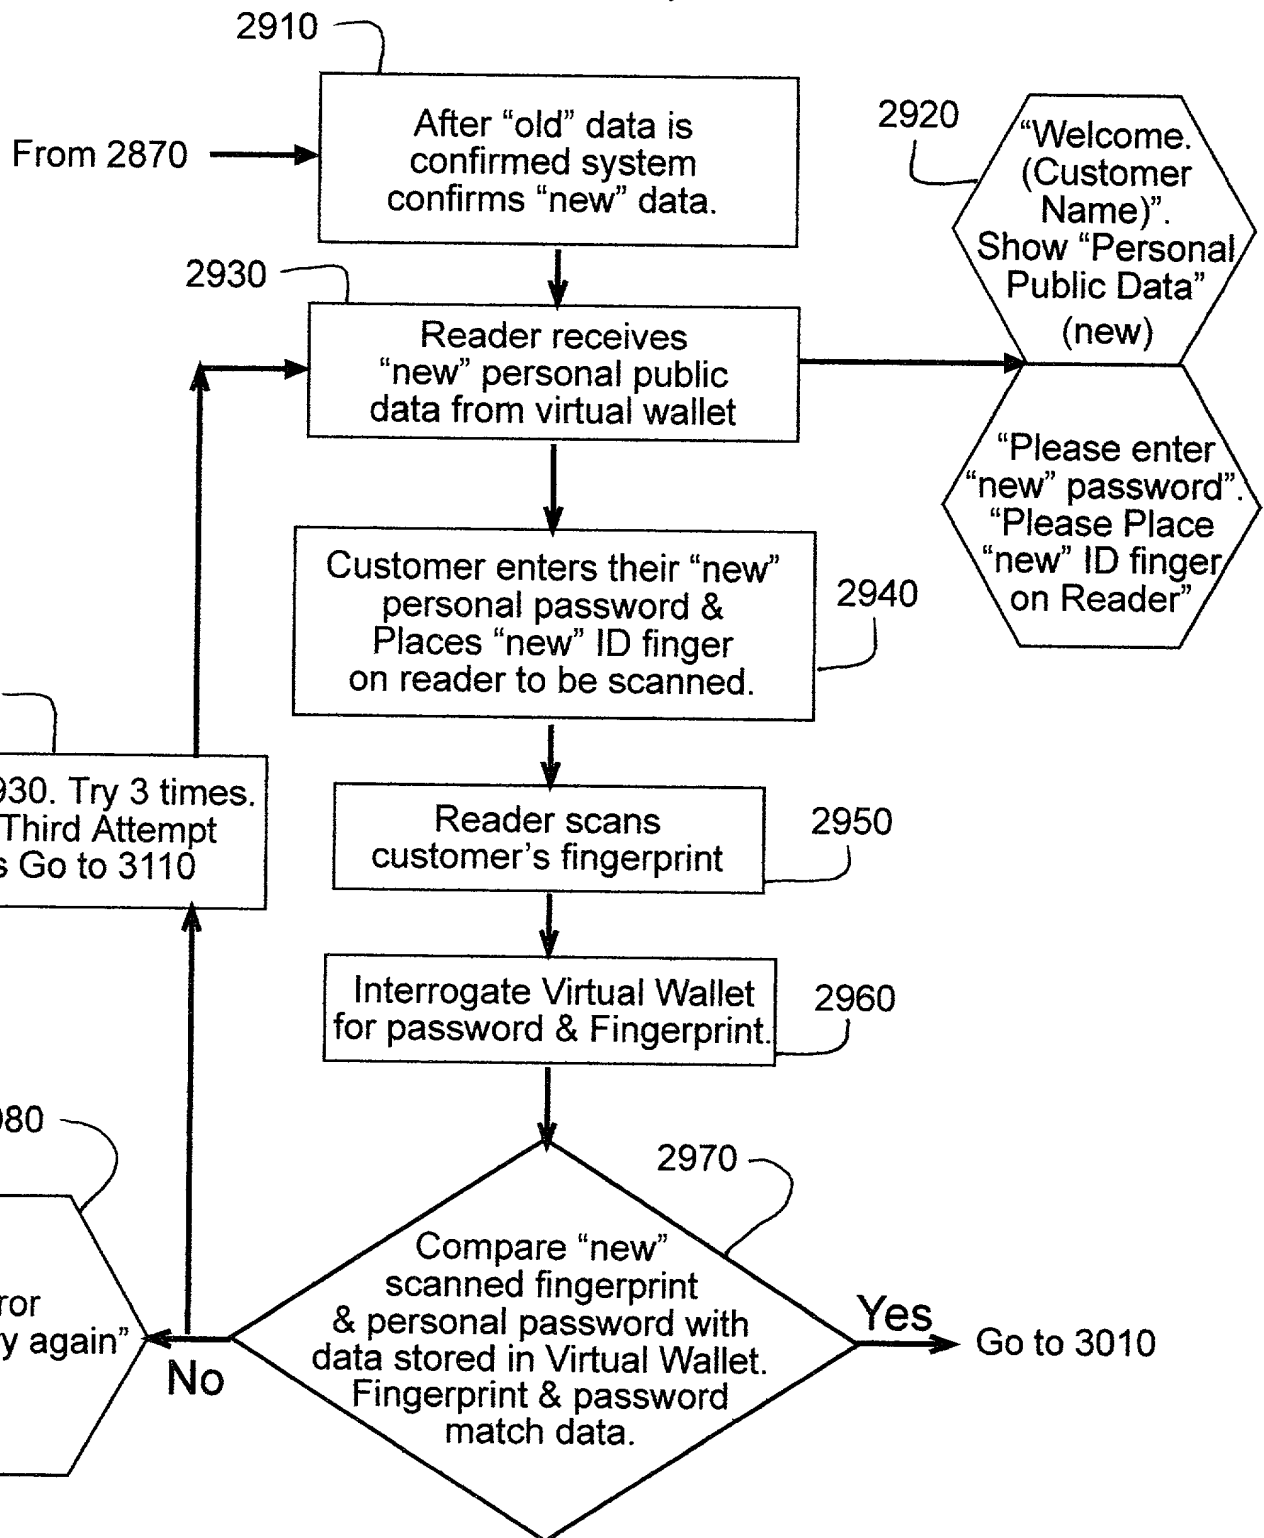 2910
From 2870
After “old” data is
confirmed system
confirms “new” data.
2920
“Welcome.
(Customer
Name)”.
Show “Personal
Public Data”
(new)
2930
Reader receives
“new” personal public
data from virtual wallet
“Please enter
“new” password”.
“Please Place
“new” ID finger
on Reader”
Customer enters their “new”
personal password &
Places “new” ID finger
on reader to be scanned.
2940
930. Try 3 times.
Third Attempt
s Go to 3110
Reader scans
customer’s fingerprint
2950
Interrogate Virtual Wallet
for password & Fingerprint.
2960
980
2970
Compare “new”
scanned fingerprint
& personal password with
data stored in Virtual Wallet.
Fingerprint & password
match data.
ror
y again”
No
Yes
Go to 3010